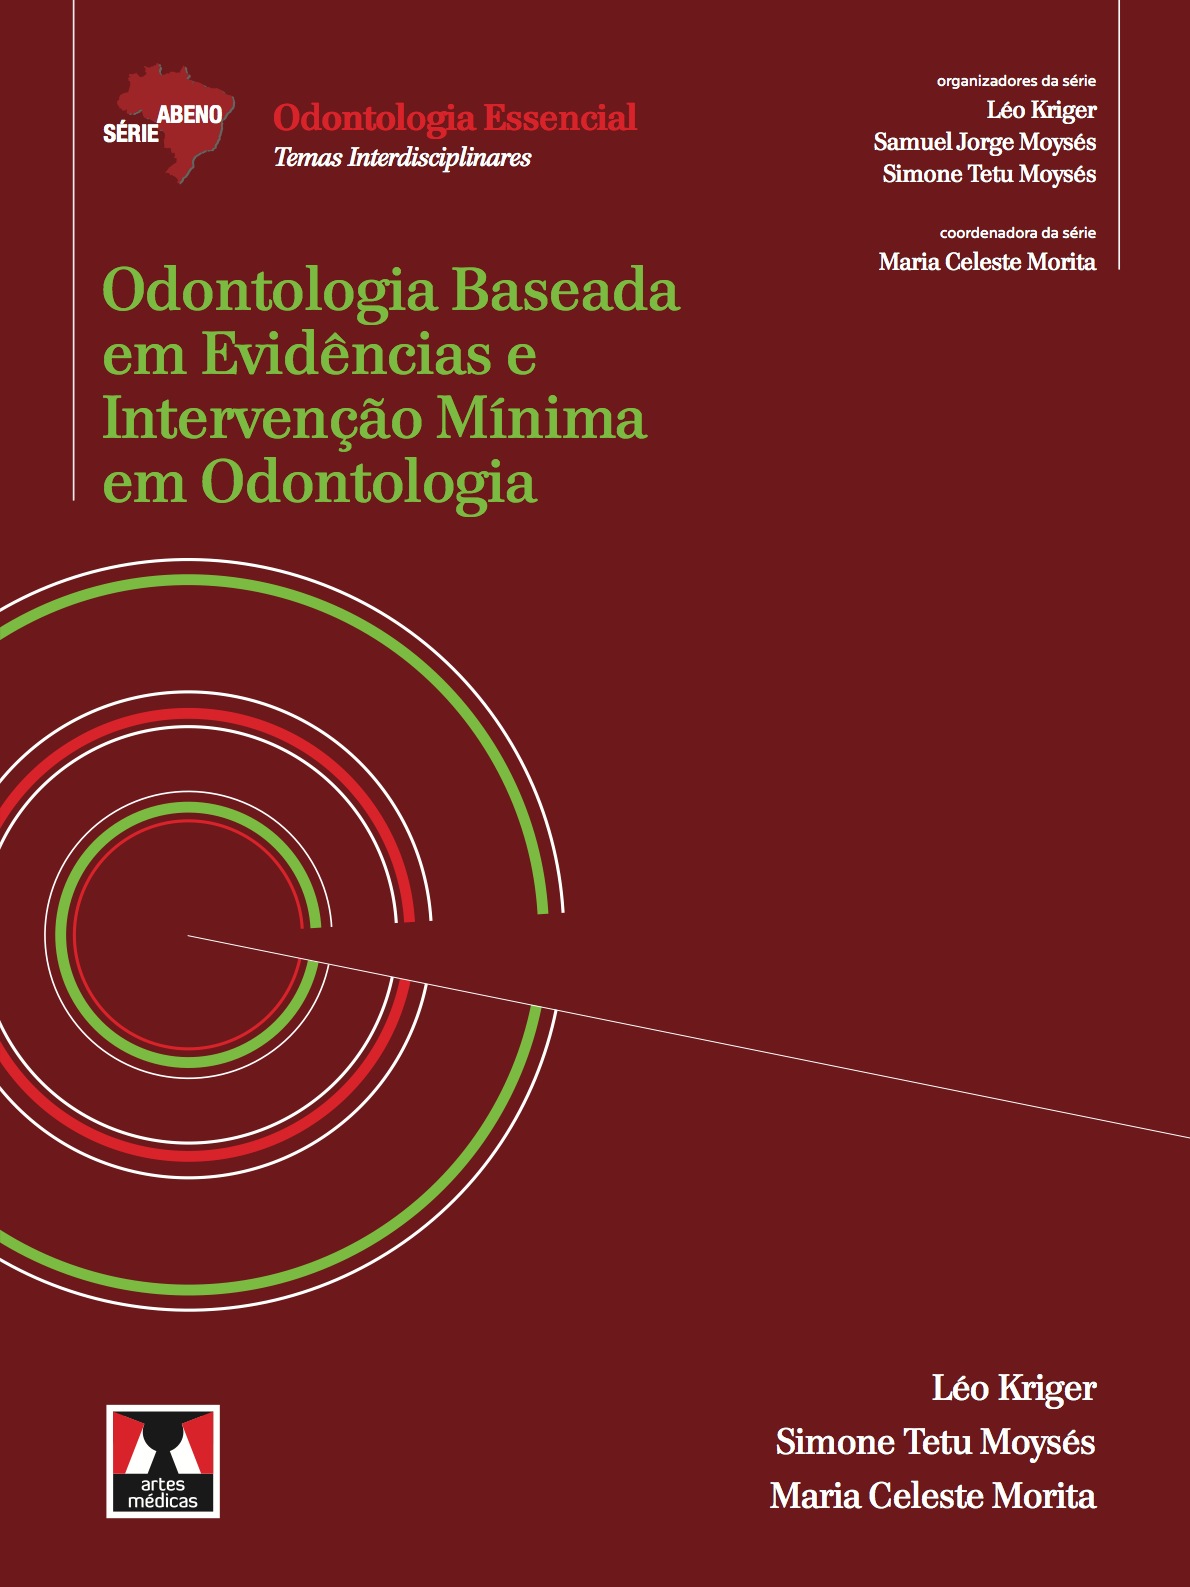 SÉRIE ABENO
Odontologia Essencial
Temas Interdisciplinares
organizadores da série
Léo Kriger
Samuel Jorge Moysés
Simone Tetu Moysés
coordenadora da série
Maria Celeste Morita
Odontologia Baseada
em Evidências e
Intervenção Mínima
em Odontologia
Léo Kriger
Simone Tetu Moysés
Maria Celeste Morita
artes
médicas